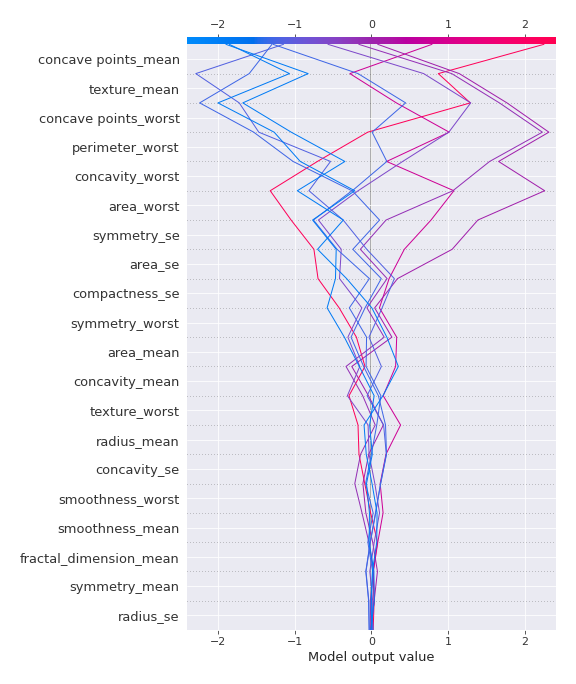 −2 −1 0 1 2
concave points_mean
texture_mean
concave points_worst
perimeter_worst
concavity_worst
area_worst
symmetry_se
area_se
compactness_se
symmetry_worst
area_mean
concavity_mean
texture_worst
radius_mean
concavity_se
smoothness_worst
smoothness_mean
fractal_dimension_mean
symmetry_mean
radius_se
−2 −1 0 1 2
Model output value